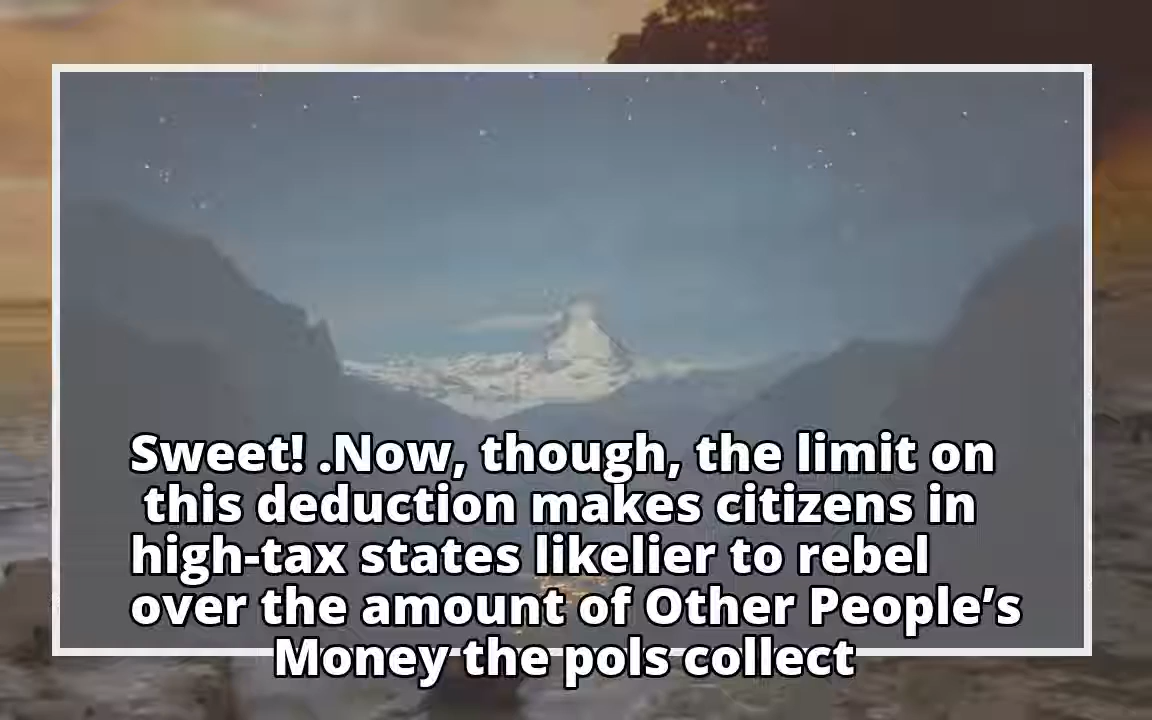 Sweet! .Now, though, the limit on
this deduction makes citizens in
high-tax states likelier to rebel
over the amount of Other People’s
Money the pols collect